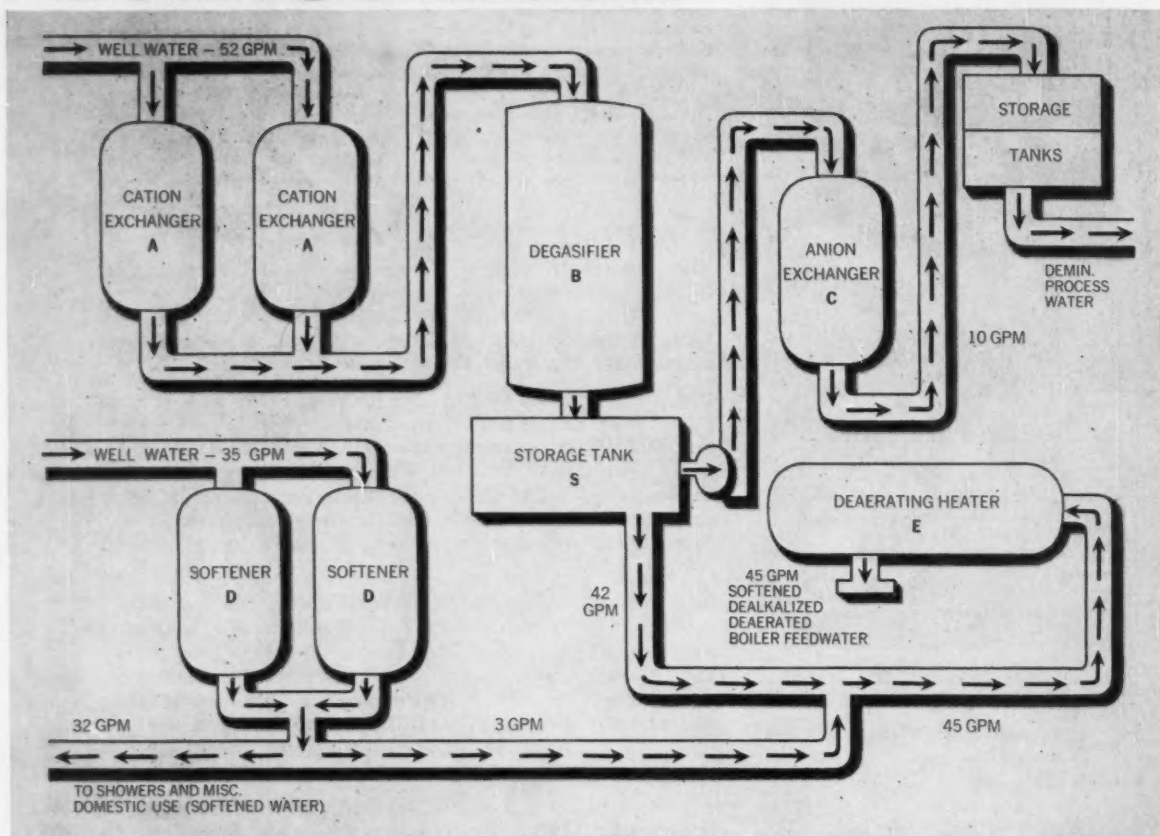 WELL WATER – 52 GPM
CATION
EXCHANGER
A
CATION
EXCHANGER
A
DEGASIFIER
B
STORAGE TANK
S
ANION
EXCHANGER
C
STORAGE
TANKS
DEMIN.
PROCESS
WATER
10 GPM
WELL WATER – 35 GPM
SOFTENER
D
SOFTENER
D
DEAERATING HEATER
E
42
GPM
45 GPM
SOFTENED
DEALKALIZED
DEAERATED
BOILER FEEDWATER
32 GPM
3 GPM
45 GPM
TO SHOWERS AND MISC.
DOMESTIC USE (SOFTENED WATER)